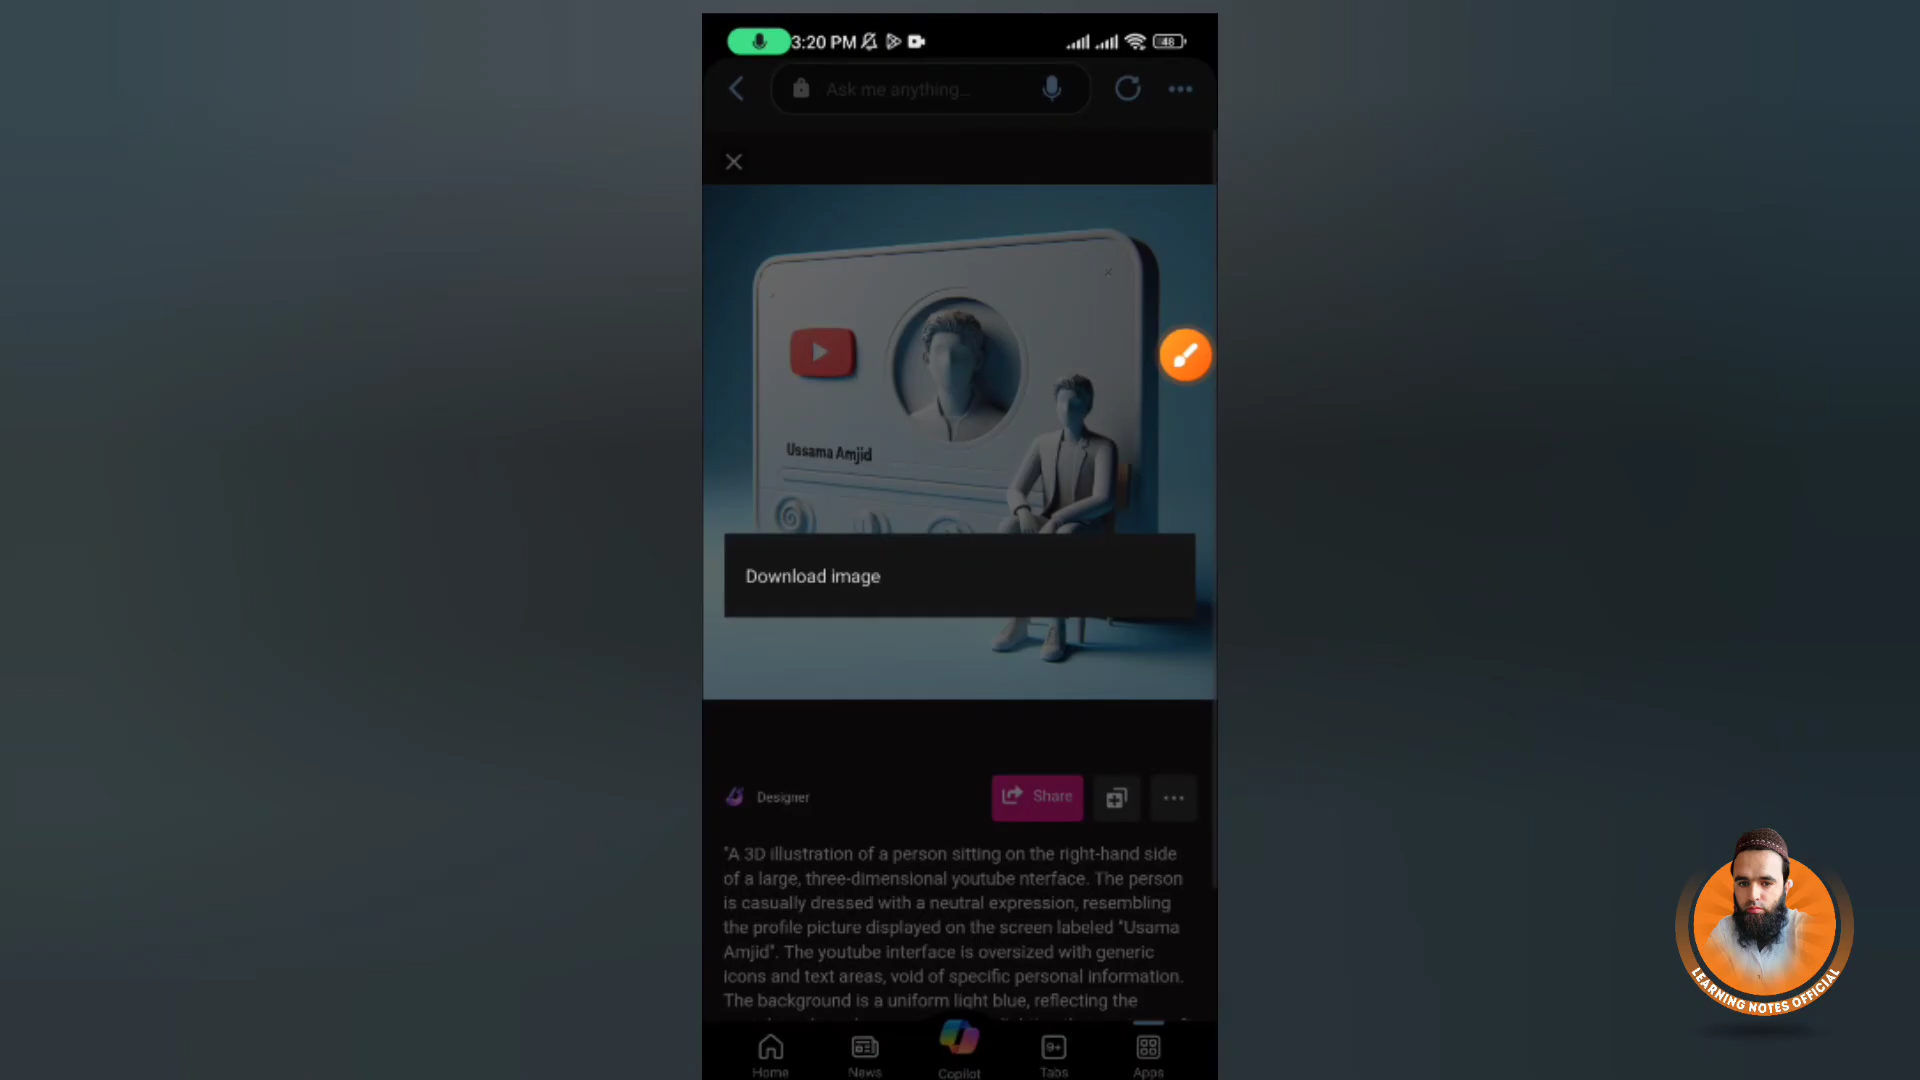 3:20 PM
48
Ask me anything...
Ussama Amjid
Download image
Designer
Share
"A 3D illustration of a person sitting on the right-hand side
of a large, three-dimensional youtube nterface. The person
is casually dressed with a neutral expression, resembling
the profile picture displayed on the screen labeled "Usama
Amjid". The youtube interface is oversized with generic
icons and text areas, void of specific personal information.
The background is a uniform light blue, reflecting the
9+
Home
News
Copilot
Tabs
Apps
LEARNING NOTES OFFICIAL